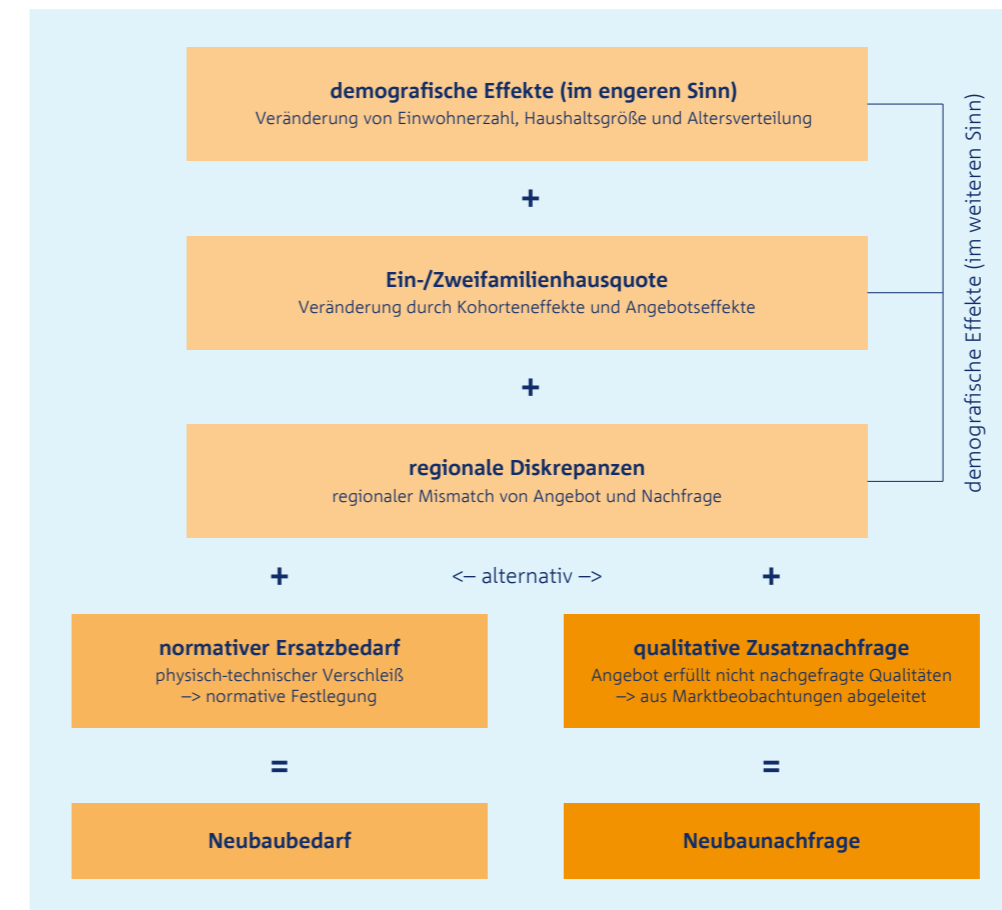 demografische Effekte (im engeren Sinn)
Veränderung von Einwohnerzahl, Haushaltsgröße und Altersverteilung
+
Ein-/Zweifamilienhausquote
Veränderung durch Kohorteneffekte und Angebotseffekte
+
regionale Diskrepanzen
regionaler Mismatch von Angebot und Nachfrage
demografische Effekte (im weiteren Sinn)
+ <– alternativ –> +
normativer Ersatzbedarf
physisch-technischer Verschleiß
–> normative Festlegung
=
Neubaubedarf
qualitative Zusatznachfrage
Angebot erfüllt nicht nachgefragte Qualitäten
–> aus Marktbeobachtungen abgeleitet
=
Neubaunachfrage